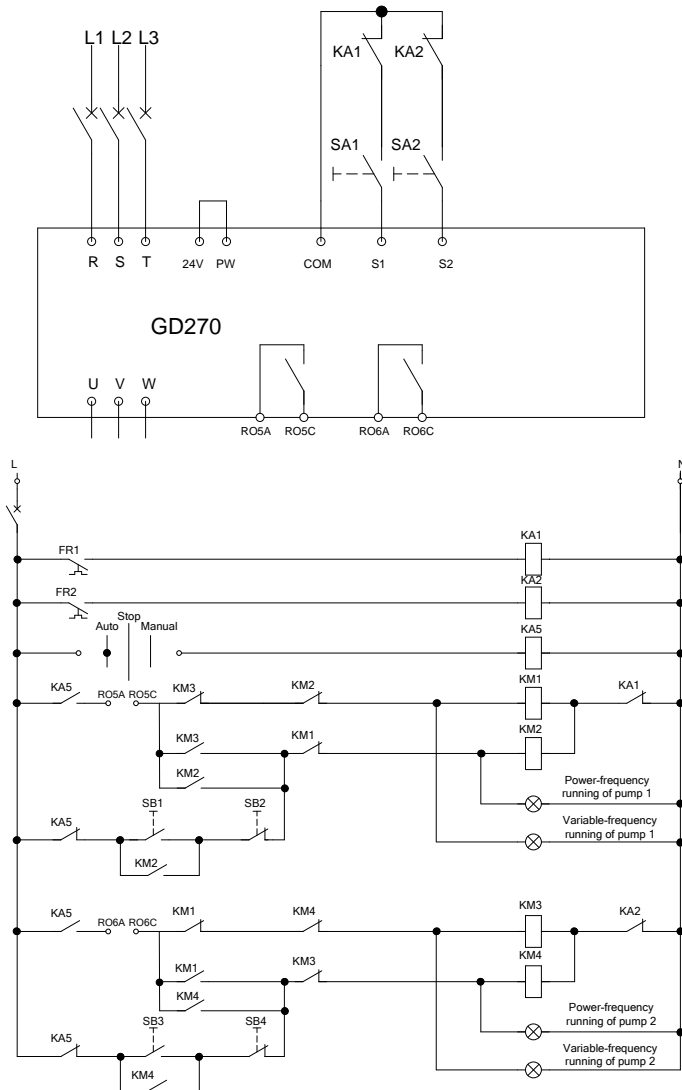 L1 L2 L3
KA1 KA2
SA1 SA2
R S T 24V PW COM S1 S2
GD270
U V W
RO5A RO5C RO6A RO6C
L N
FR1 KA1
FR2 KA2
Stop
Auto Manual KA5
KA5 RO5A RO5C KM3 KM2 KM1 KA1
KM3 KM1 KM2
KM2
Power-frequency
running of pump 1
KA5 SB1 SB2
Variable-frequency
running of pump 1
KM2
KA5 RO6A RO6C KM1 KM4 KM3 KA2
KM1 KM3 KM4
KM4
Power-frequency
running of pump 2
KA5 SB3 SB4
Variable-frequency
running of pump 2
KM4